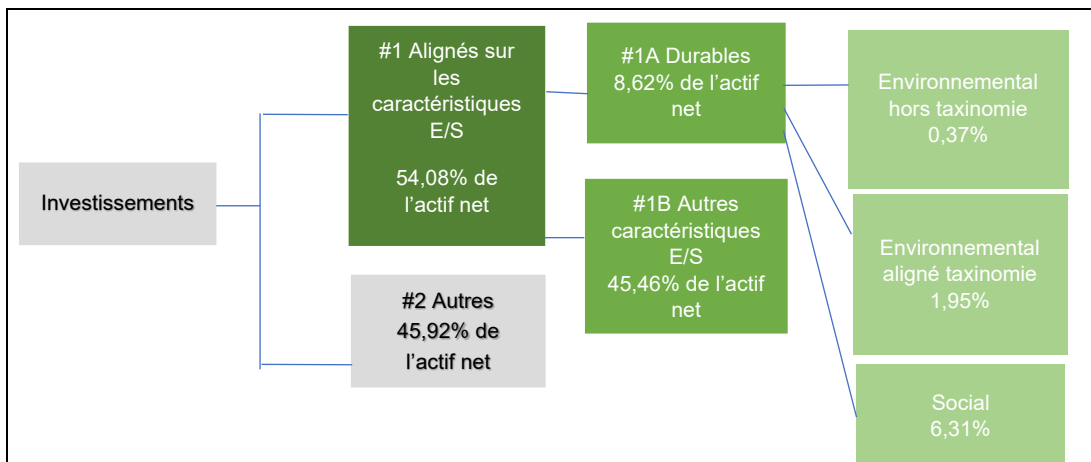 Investissements
#1 Alignés sur
les
caractéristiques
E/S
54,08% de
l’actif net
#2 Autres
45,92% de
l’actif net
#1A Durables
8,62% de l’actif
net
#1B Autres
caractéristiques
E/S
45,46% de l’actif
net
Environnemental
hors taxinomie
0,37%
Environnemental
aligné taxinomie
1,95%
Social
6,31%